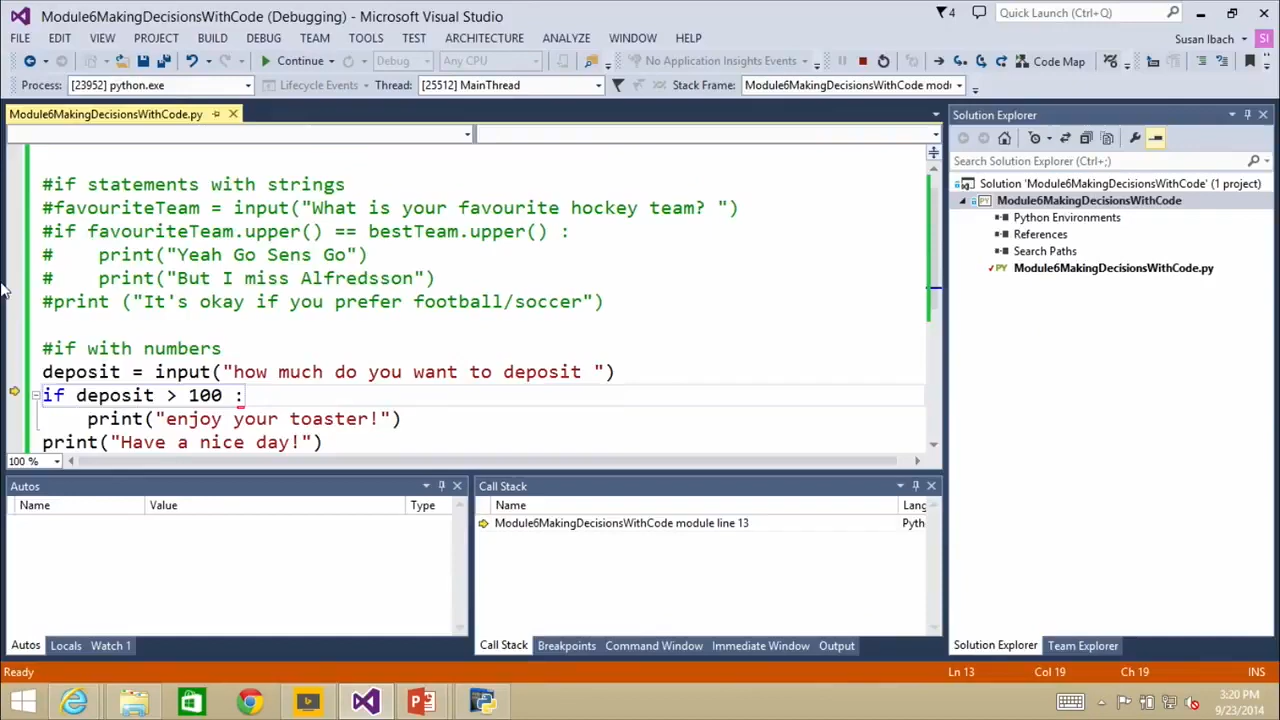 Module6MakingDecisionsWithCode (Debugging) - Microsoft Visual Studio
4
Quick Launch (Ctrl+Q)
FILE EDIT VIEW PROJECT BUILD DEBUG TEAM TOOLS TEST ARCHITECTURE ANALYZE WINDOW HELP
Susan Ibach
SI
Continue
Debug
Any CPU
No Application Insights Events
Code Map
Process: [23952] python.exe
Lifecycle Events
Thread: [25512] MainThread
Stack Frame: Module6MakingDecisionsWithCode modu
Module6MakingDecisionsWithCode.py
#if statements with strings
#favouriteTeam = input("What is your favourite hockey team? ")
#if favouriteTeam.upper() == bestTeam.upper() :
#    print("Yeah Go Sens Go")
#    print("But I miss Alfredsson")
#print ("It's okay if you prefer football/soccer")
#if with numbers
deposit = input("how much do you want to deposit ")
if deposit > 100 :
    print("enjoy your toaster!")
print("Have a nice day!")
100 %
Solution Explorer
Search Solution Explorer (Ctrl+;)
Solution 'Module6MakingDecisionsWithCode' (1 project)
PY Module6MakingDecisionsWithCode
Python Environments
References
Search Paths
PY Module6MakingDecisionsWithCode.py
Autos
Name Value Type
Autos Locals Watch 1
Call Stack
Name Lang
Module6MakingDecisionsWithCode module line 13 Pytho
Call Stack Breakpoints Command Window Immediate Window Output
Solution Explorer Team Explorer
Ready Ln 13 Col 19 Ch 19 INS
3:20 PM
9/23/2014